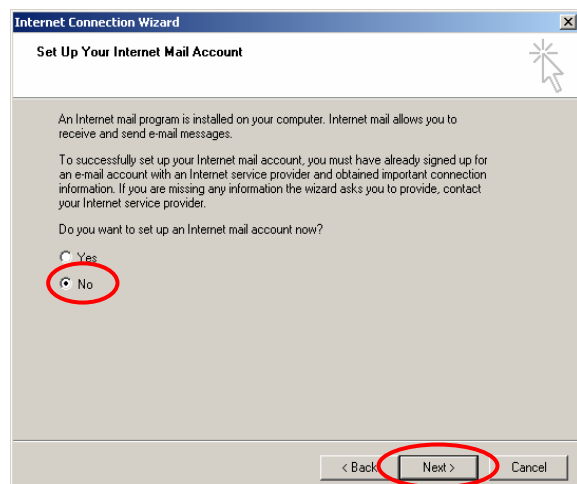 Internet Connection Wizard
Set Up Your Internet Mail Account
An Internet mail program is installed on your computer. Internet mail allows you to
receive and send e-mail messages.
To successfully set up your Internet mail account, you must have already signed up for
an e-mail account with an Internet service provider and obtained important connection
information. If you are missing any information the wizard asks you to provide, contact
your Internet service provider.
Do you want to set up an Internet mail account now?
Yes
No
< Back Next > Cancel